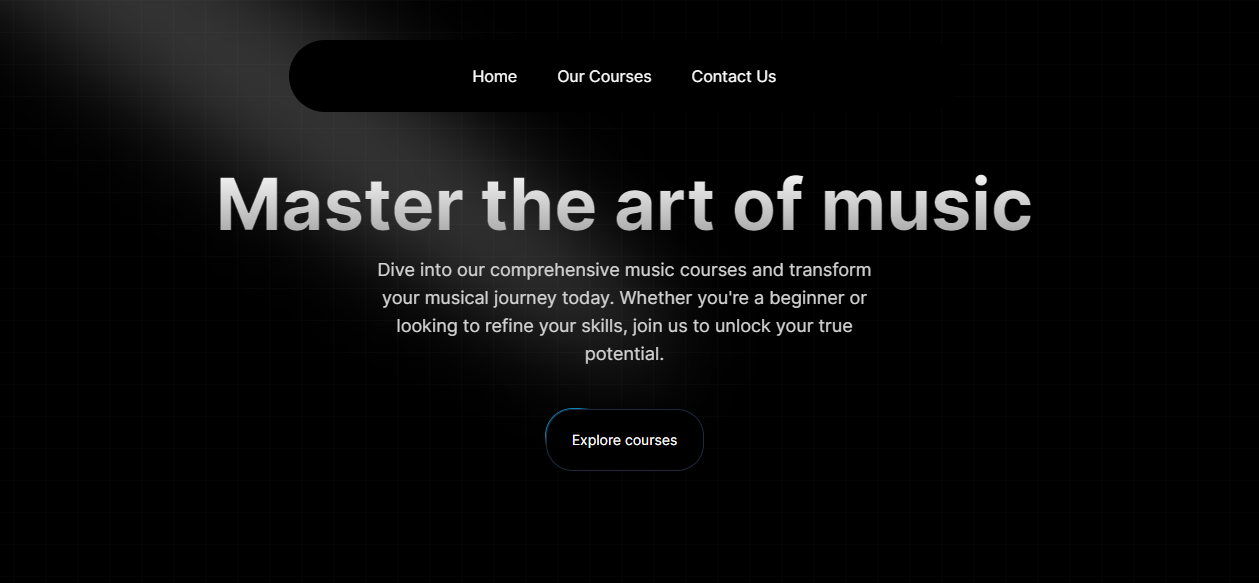 Home Our Courses Contact Us
Master the art of music
Dive into our comprehensive music courses and transform
your musical journey today. Whether you're a beginner or
looking to refine your skills, join us to unlock your true
potential.
Explore courses